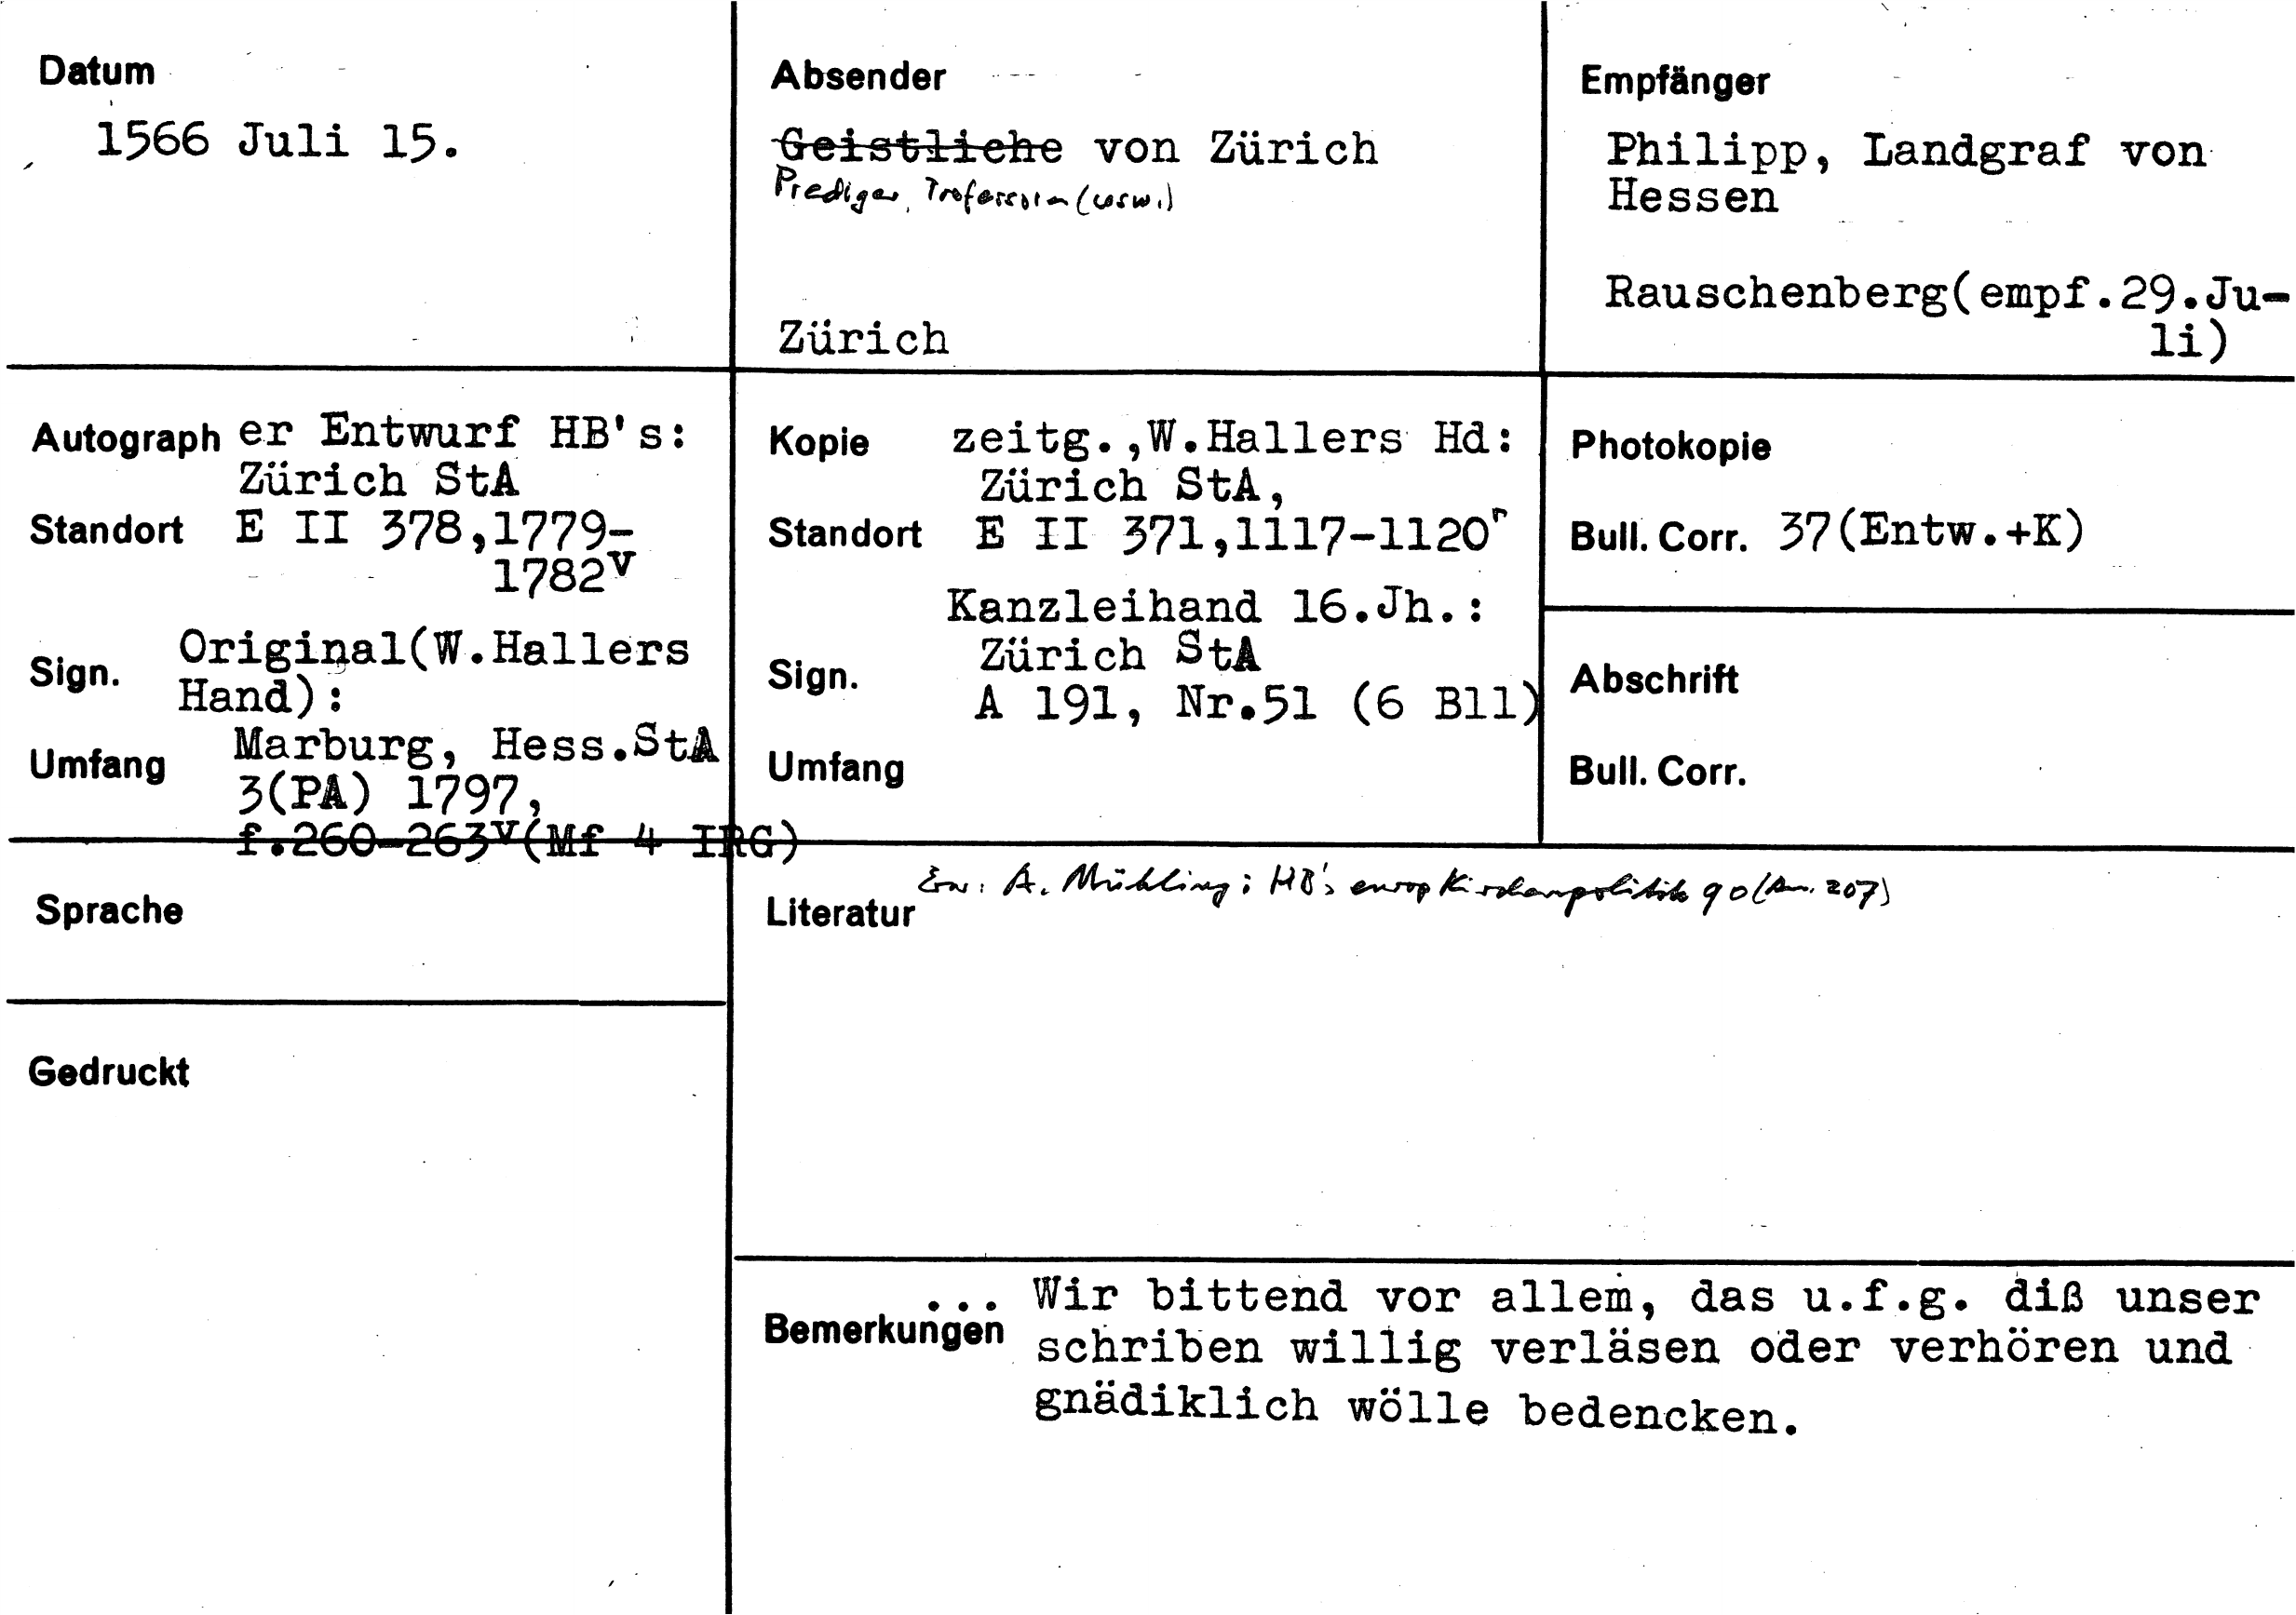 Datum
1566 Juli 15.
Absender
Geistliche von Zürich
Prediger, Professoren (usw.)
Zürich
Empfänger
Philipp, Landgraf von
Hessen
Rauschenberg(empf.29.Ju-
li)
Autograph er Entwurf HB's:
Zürich StA
Standort E II 378,1779-
1782v
Sign. Original(W.Hallers
Hand):
Umfang Marburg, Hess.StA
3(PA) 1797,
f.260-263v(Mf 4 IRG)
Kopie zeitg.,W.Hallers Hd:
Zürich StA,
Standort E II 371,1117-1120r
Kanzleihand 16.Jh.:
Zürich StA
Sign. A 191, Nr.51 (6 Bll)
Umfang
Photokopie
Bull. Corr. 37(Entw.+K)
Abschrift
Bull. Corr.
Sprache
Gedruckt
Literatur Erw: A. Mühling: HB's europ Kirchenpolitik 90 (Anm. 207)
Bemerkungen ... Wir bittend vor allem, das u.f.g. diß unser
schriben willig verläsen oder verhören und
gnädiklich wölle bedencken.